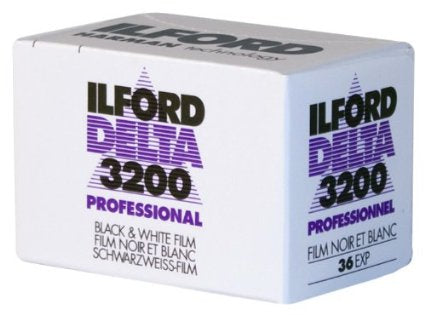 ILFORD
HARMAN technology
ILFORD
DELTA
3200
PROFESSIONAL
BLACK & WHITE FILM
FILM NOIR ET BLANC
SCHWARZWEISS-FILM
ILFORD
DELTA
3200
PROFESSIONNEL
FILM NOIR ET BLANC
36 EXP